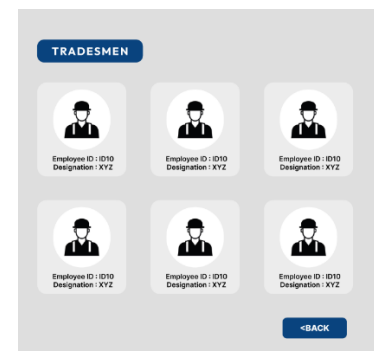 TRADESMEN
Employee ID : ID10
Designation : XYZ
Employee ID : ID10
Designation : XYZ
Employee ID : ID10
Designation : XYZ
Employee ID : ID10
Designation : XYZ
Employee ID : ID10
Designation : XYZ
Employee ID : ID10
Designation : XYZ
<BACK